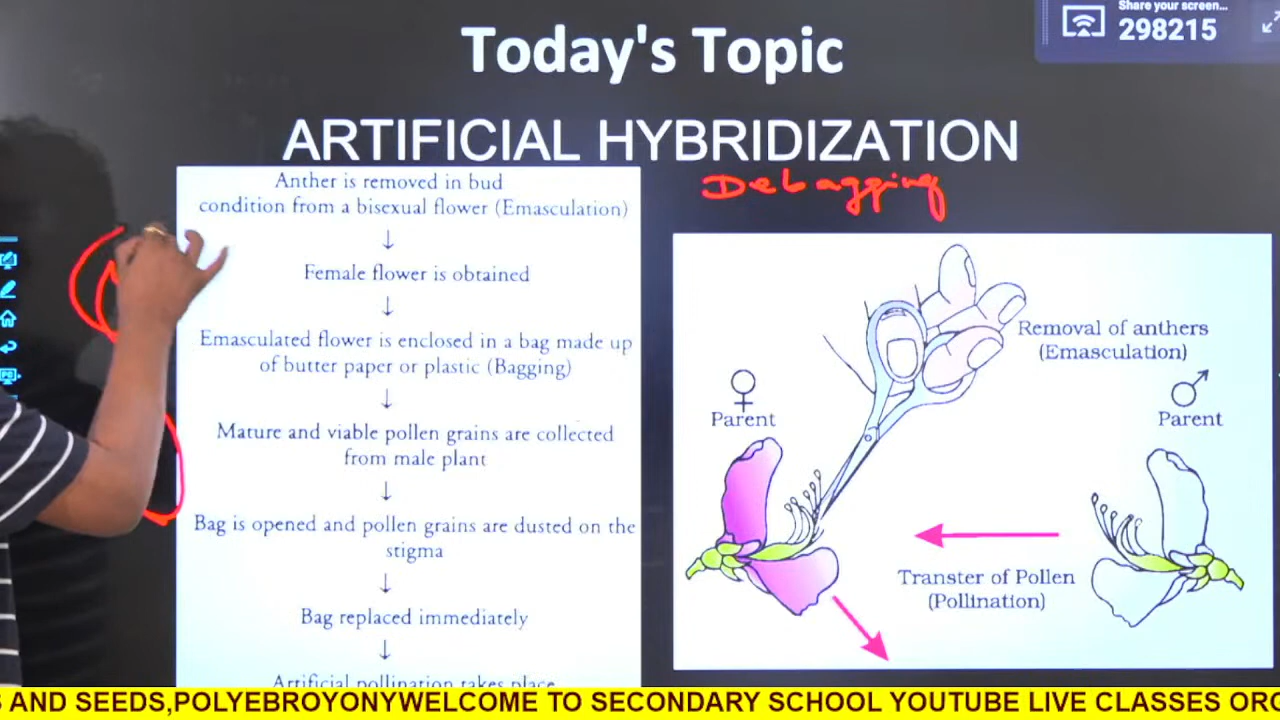 Share your screen...
298215
Today's Topic
ARTIFICIAL HYBRIDIZATION
Debagging
Anther is removed in bud
condition from a bisexual flower (Emasculation)
↓
Female flower is obtained
↓
Emasculated flower is enclosed in a bag made up
of butter paper or plastic (Bagging)
↓
Mature and viable pollen grains are collected
from male plant
↓
Bag is opened and pollen grains are dusted on the
stigma
↓
Bag replaced immediately
↓
Artificial pollination takes place
Removal of anthers
(Emasculation)
♀
Parent
♂
Parent
Transter of Pollen
(Pollination)
S AND SEEDS,POLYEBROYONYWELCOME TO SECONDARY SCHOOL YOUTUBE LIVE CLASSES ORG